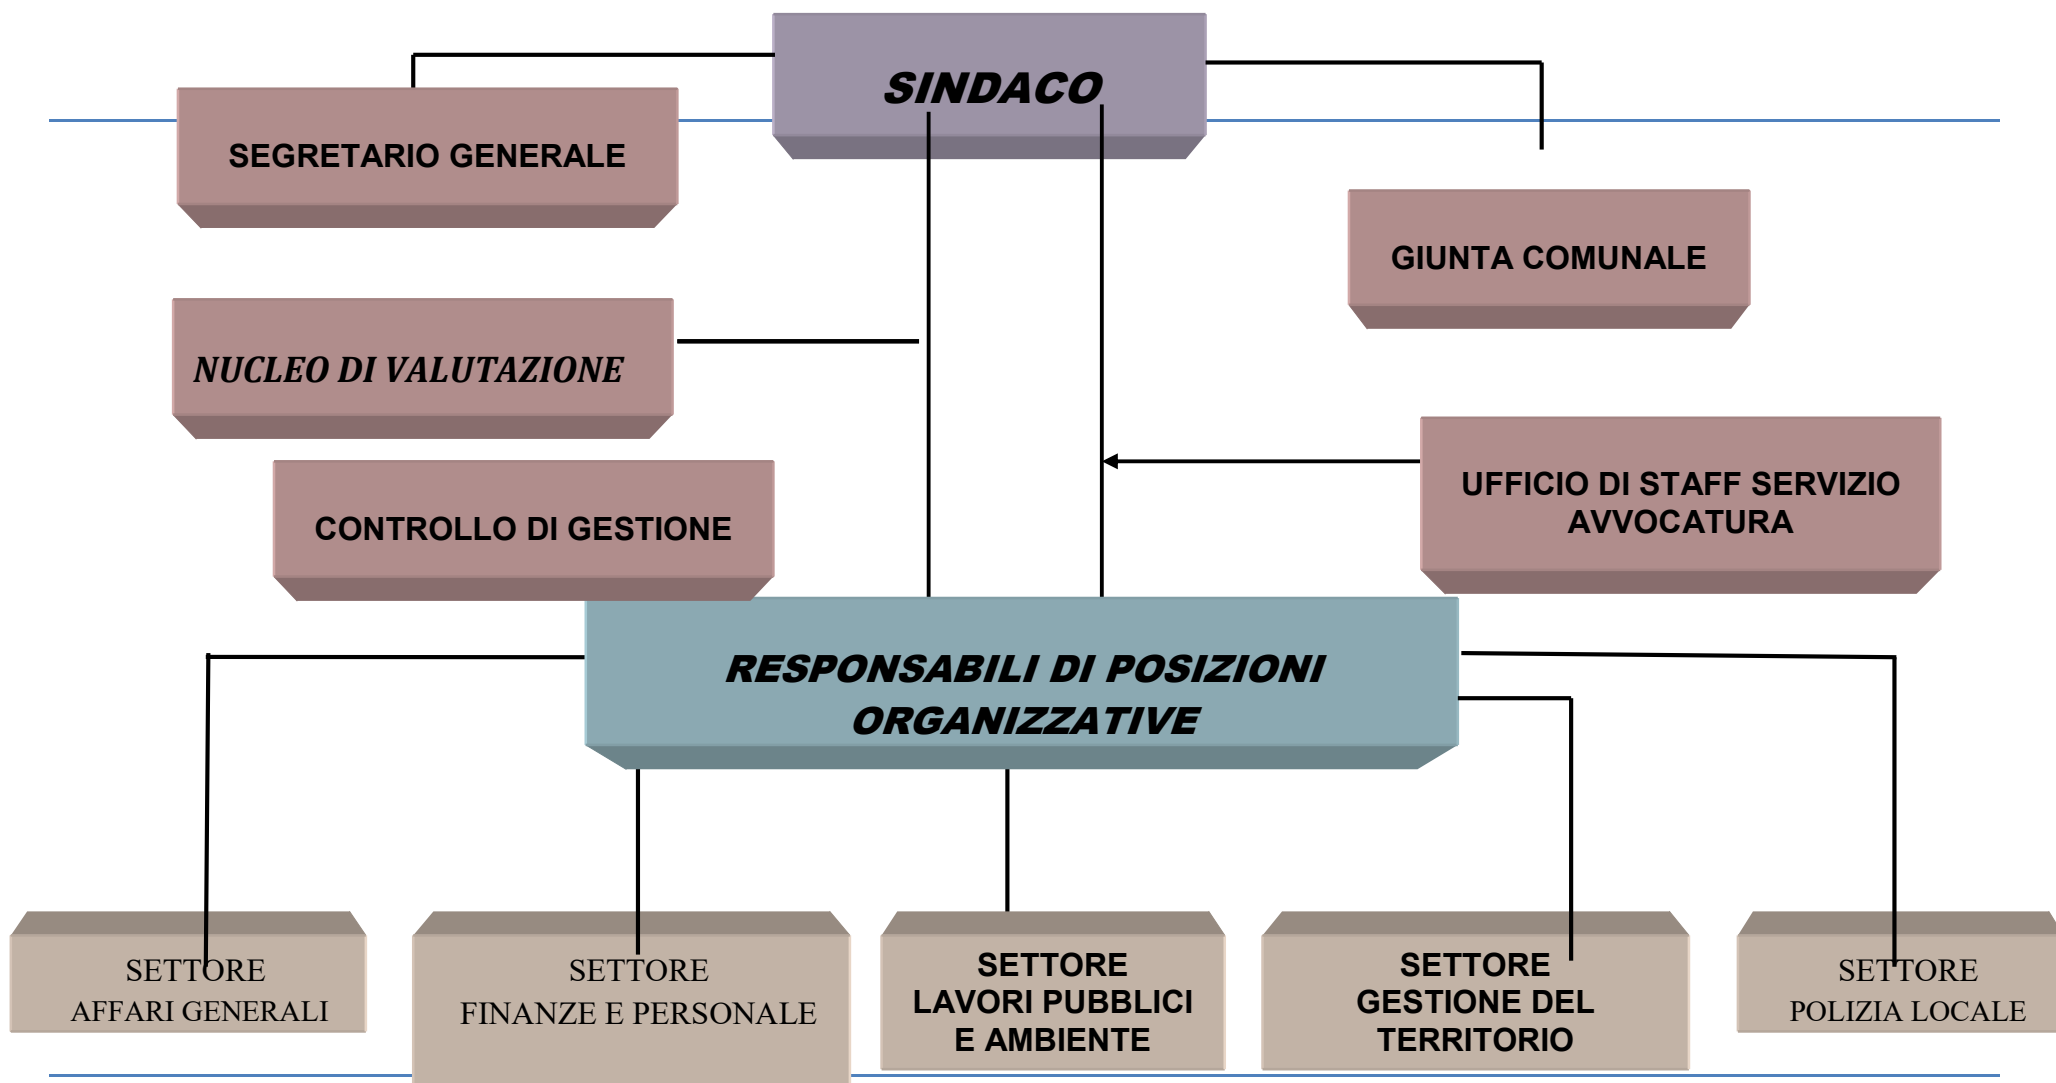 SINDACO
SEGRETARIO GENERALE
GIUNTA COMUNALE
NUCLEO DI VALUTAZIONE
UFFICIO DI STAFF SERVIZIO
AVVOCATURA
CONTROLLO DI GESTIONE
RESPONSABILI DI POSIZIONI
ORGANIZZATIVE
SETTORE
AFFARI GENERALI
SETTORE
FINANZE E PERSONALE
SETTORE
LAVORI PUBBLICI
E AMBIENTE
SETTORE
GESTIONE DEL
TERRITORIO
SETTORE
POLIZIA LOCALE